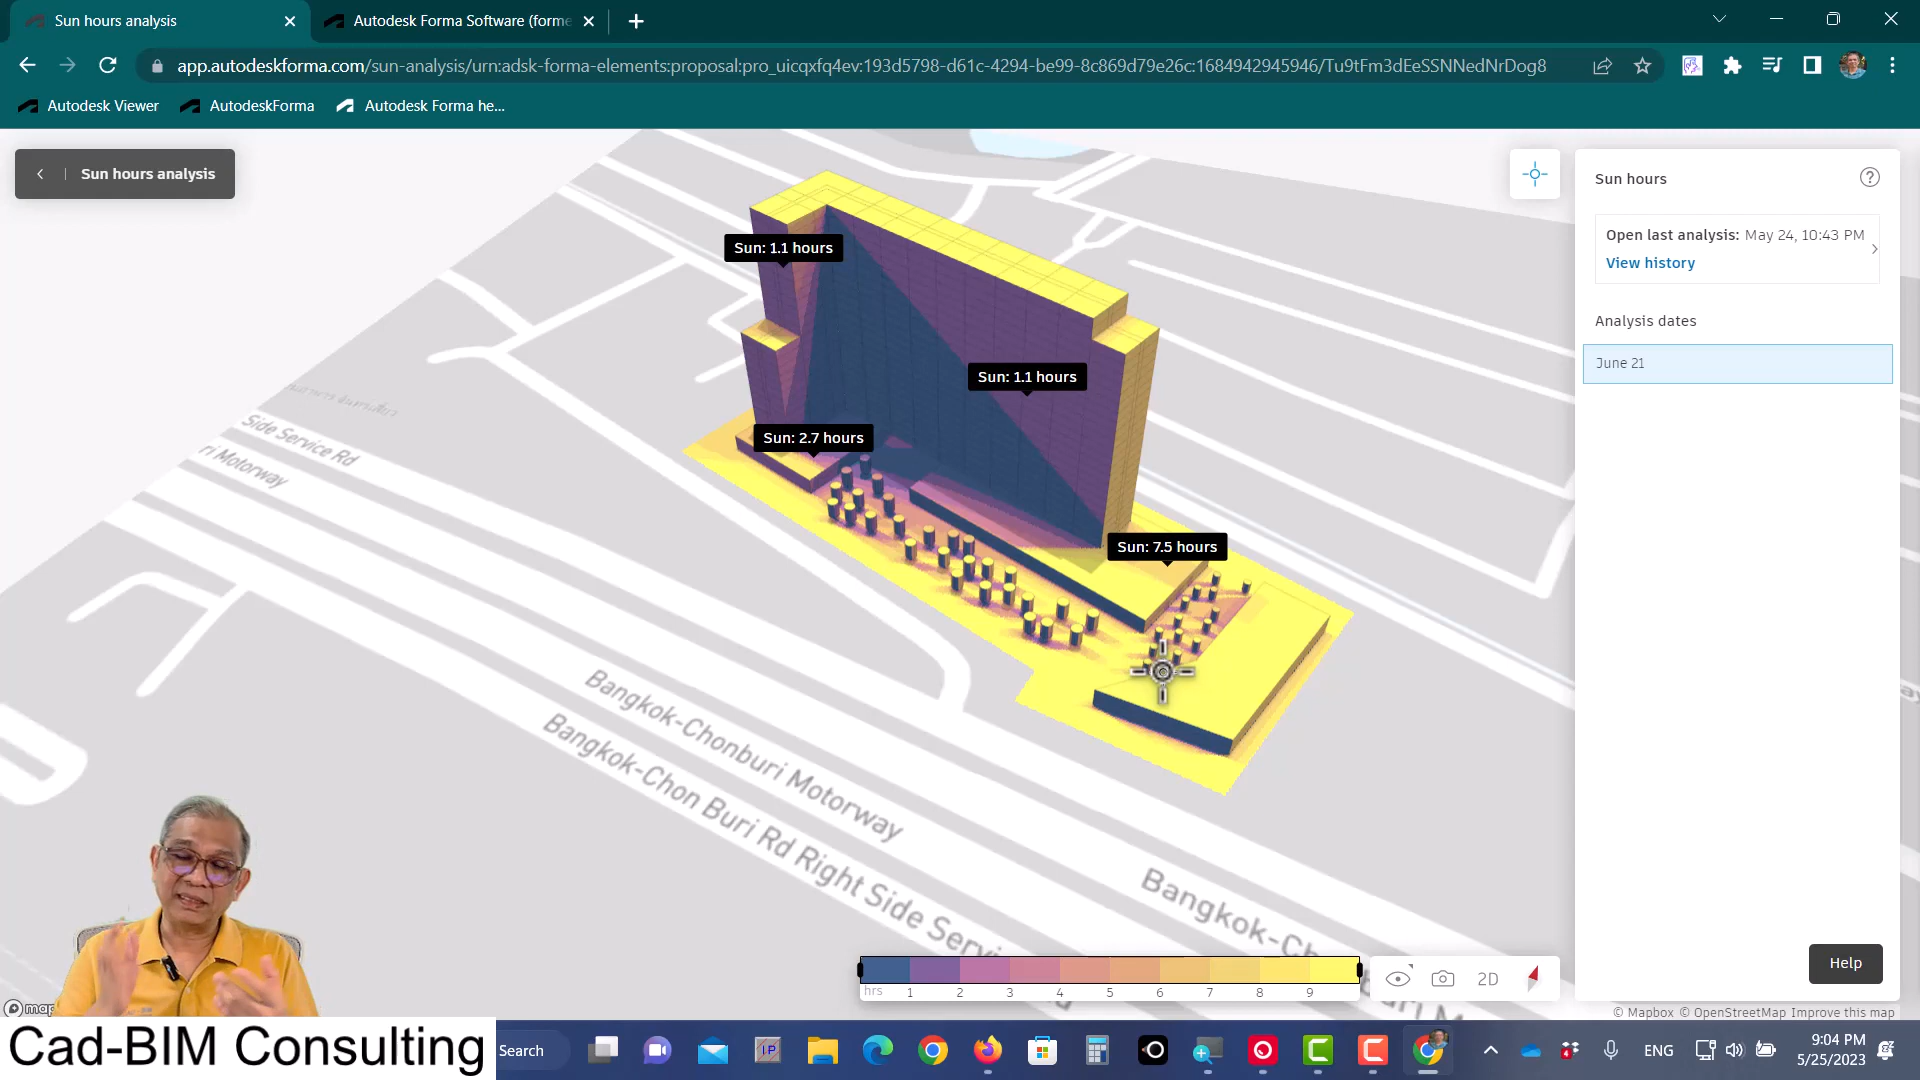 Sun hours analysis
Autodesk Forma Software (forme
app.autodeskforma.com/sun-analysis/urn:adsk-forma-elements:proposal:pro_uicqxfq4ev:193d5798-d61c-4294-be99-8c869d79e26c:1684942945946/Tu9tFm3dEeSSNNedNrDog8
Autodesk Viewer
AutodeskForma
Autodesk Forma he...
Sun hours analysis
Sun hours
Open last analysis: May 24, 10:43 PM
View history
Analysis dates
June 21
Sun: 1.1 hours
Sun: 1.1 hours
Sun: 2.7 hours
Sun: 7.5 hours
Side Service Rd
ri Motorway
Bangkok-Chonburi Motorway
Bangkok-Chon Buri Rd Right Side Servi
Bangkok-Ch
hrs 1 2 3 4 5 6 7 8 9
2D
Help
© Mapbox © OpenStreetMap Improve this map
Cad-BIM Consulting
Search
IP
4
ENG
9:04 PM
5/25/2023